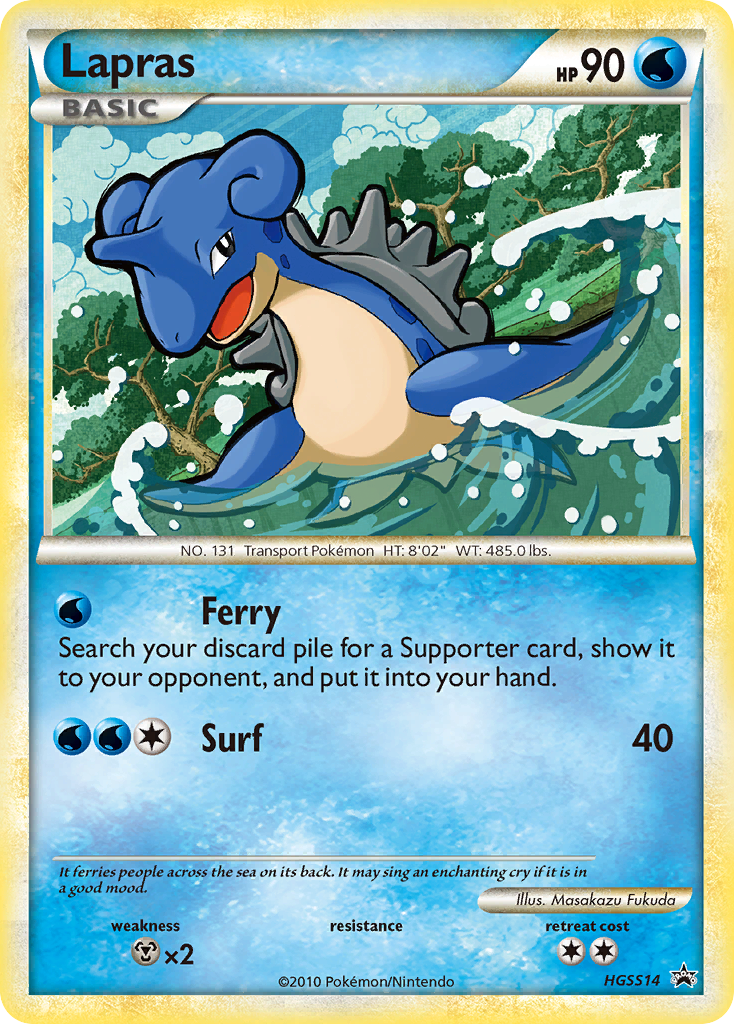 Lapras
HP 90
BASIC
NO. 131 Transport Pokémon HT: 8'02" WT: 485.0 lbs.
Ferry
Search your discard pile for a Supporter card, show it
to your opponent, and put it into your hand.
Surf 40
It ferries people across the sea on its back. It may sing an enchanting cry if it is in
a good mood.
Illus. Masakazu Fukuda
weakness resistance retreat cost
×2
©2010 Pokémon/Nintendo HGSS14 PROMO